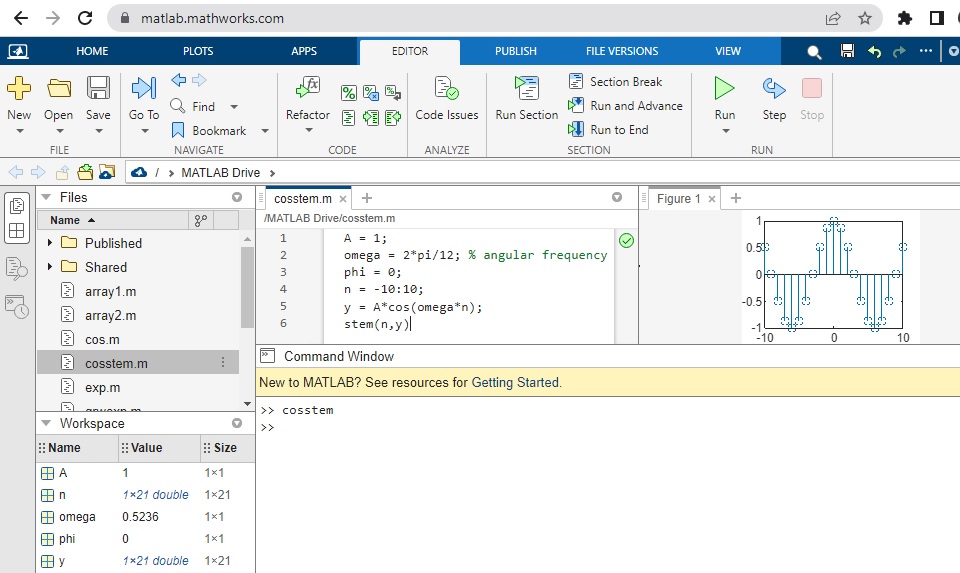 matlab.mathworks.com
HOME PLOTS APPS EDITOR PUBLISH FILE VERSIONS VIEW
New Open Save Go To Find Bookmark Refactor Code Issues Run Section Section Break Run and Advance Run to End Run Step Stop
FILE NAVIGATE CODE ANALYZE SECTION RUN
/ > MATLAB Drive >
Files
Name
Published
Shared
array1.m
array2.m
cos.m
cosstem.m
exp.m
Workspace
Name Value Size
A 1 1×1
n 1×21 double 1×21
omega 0.5236 1×1
phi 0 1×1
y 1×21 double 1×21
cosstem.m × +
/MATLAB Drive/cosstem.m
1 A = 1;
2 omega = 2*pi/12; % angular frequency
3 phi = 0;
4 n = -10:10;
5 y = A*cos(omega*n);
6 stem(n,y)
Figure 1 × +
1
0.5
0
-0.5
-1
-10 0 10
Command Window
New to MATLAB? See resources for Getting Started.
>> cosstem
>>